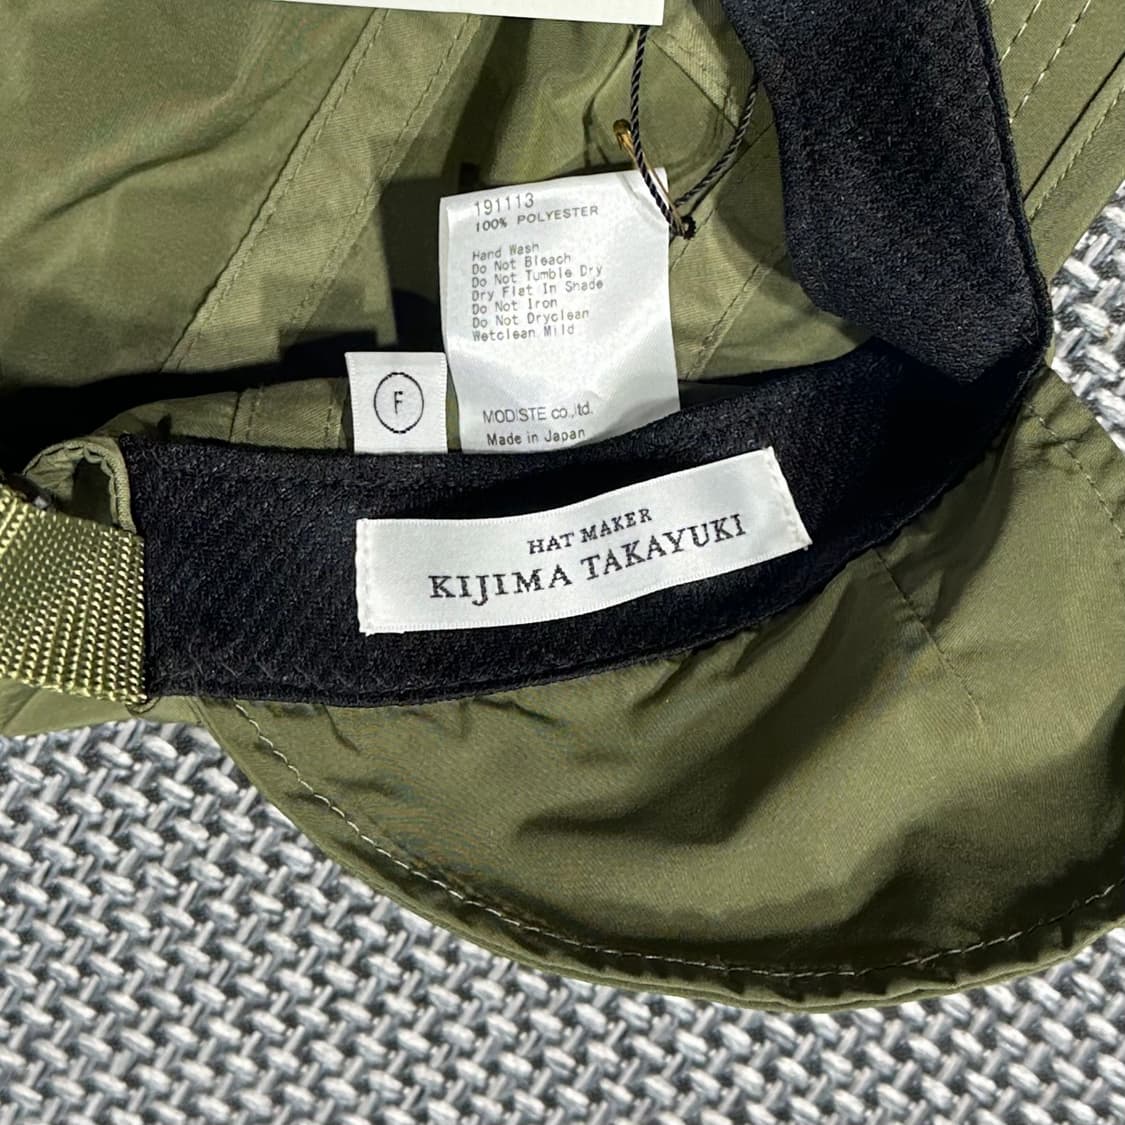 191113
100% POLYESTER
Hand Wash
Do Not Bleach
Do Not Tumble Dry
Dry Flat In Shade
Do Not Iron
Do Not Dryclean
Wetclean Mild
MODISTE co.,ltd.
Made in Japan
F
HAT MAKER
KIJIMA TAKAYUKI